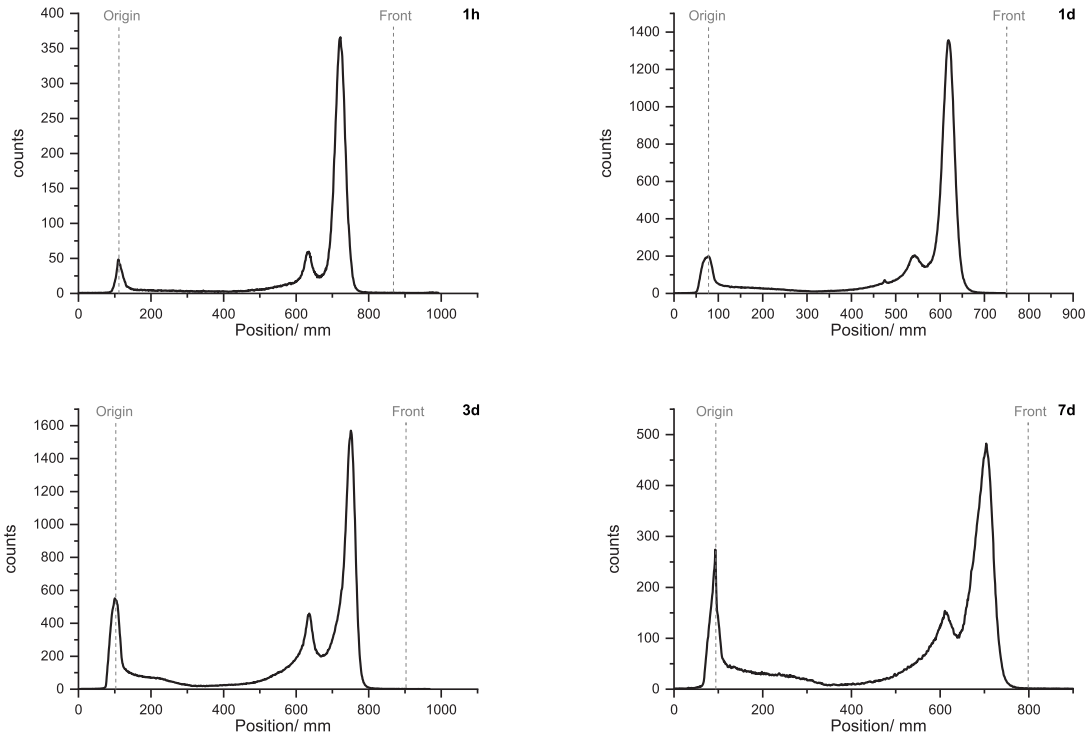 Origin Front 1h
400
350
300
250
200
150
100
50
0
counts
0 200 400 600 800 1000
Position/ mm
Origin Front 1d
1400
1200
1000
800
600
400
200
0
counts
0 100 200 300 400 500 600 700 800 900
Position/ mm
Origin Front 3d
1600
1400
1200
1000
800
600
400
200
0
counts
0 200 400 600 800 1000
Position/ mm
Origin Front 7d
500
400
300
200
100
0
counts
0 200 400 600 800
Position/ mm